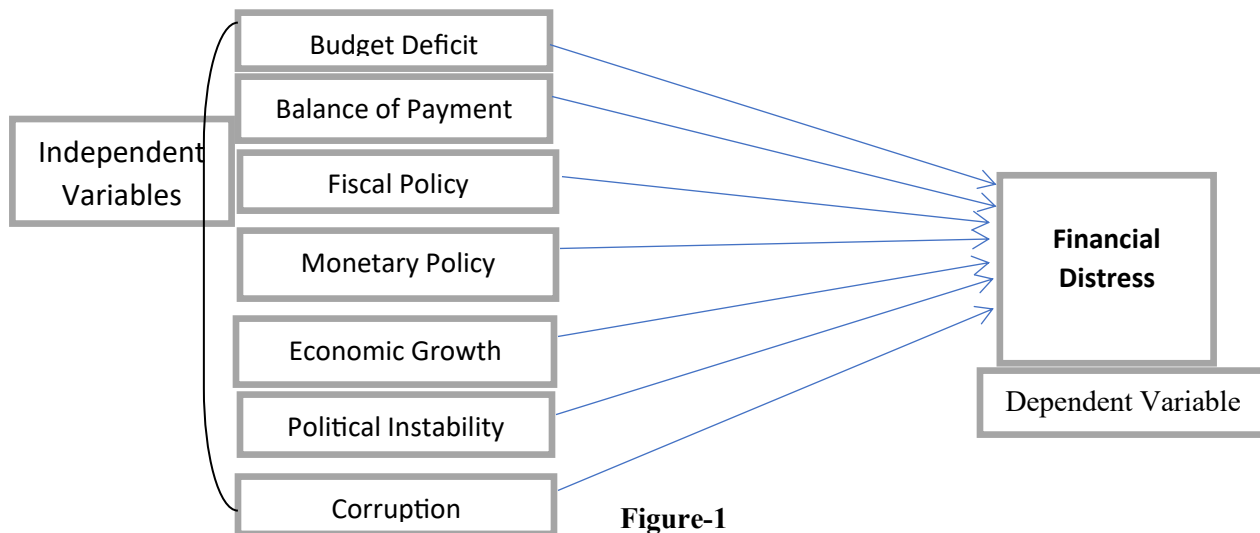 Budget Deficit
Balance of Payment
Independent
Variables
Fiscal Policy
Monetary Policy
Economic Growth
Political Instability
Corruption
Financial
Distress
Dependent Variable
Figure-1